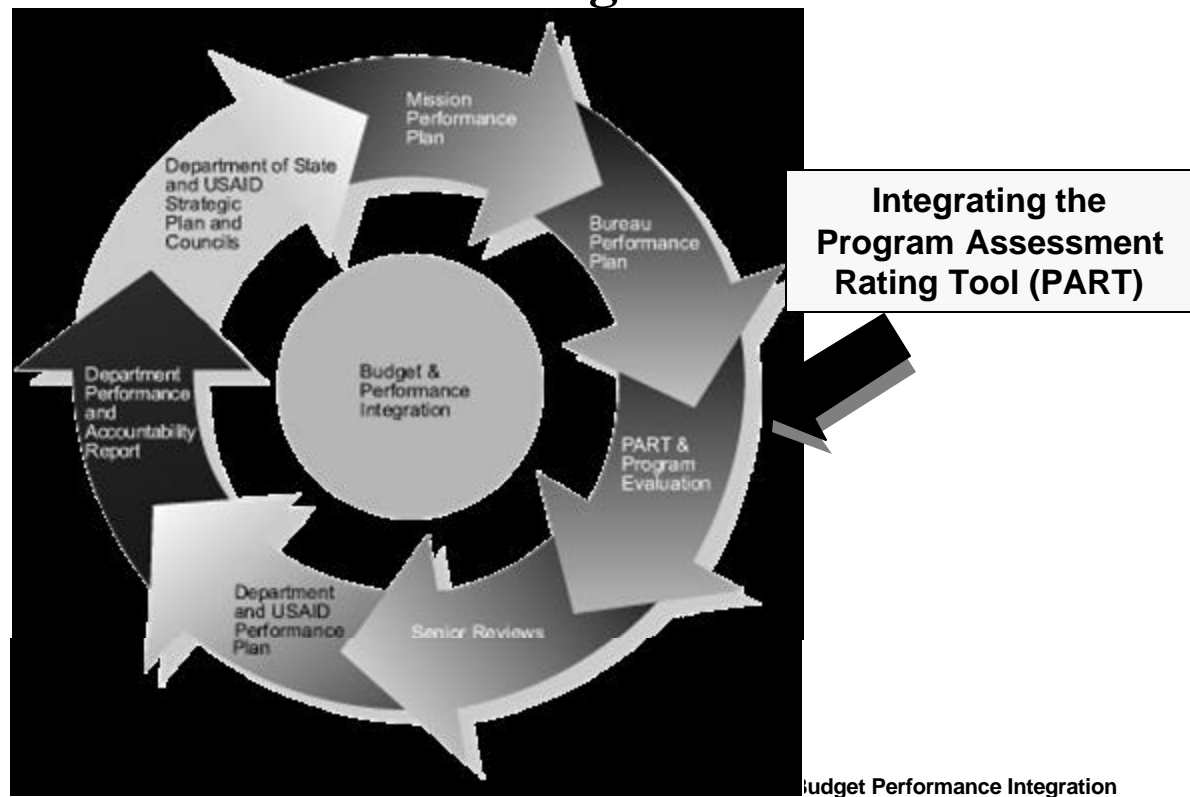 Mission
Performance
Plan
Department of State
and USAID
Strategic
Plan and
Councils
Bureau
Performance
Plan
Integrating the
Program Assessment
Rating Tool (PART)
Department
Performance
and
Accountability
Report
Budget &
Performance
Integration
PART &
Program
Evaluation
Department
and USAID
Performance
Plan
Senior Reviews
Budget Performance Integration